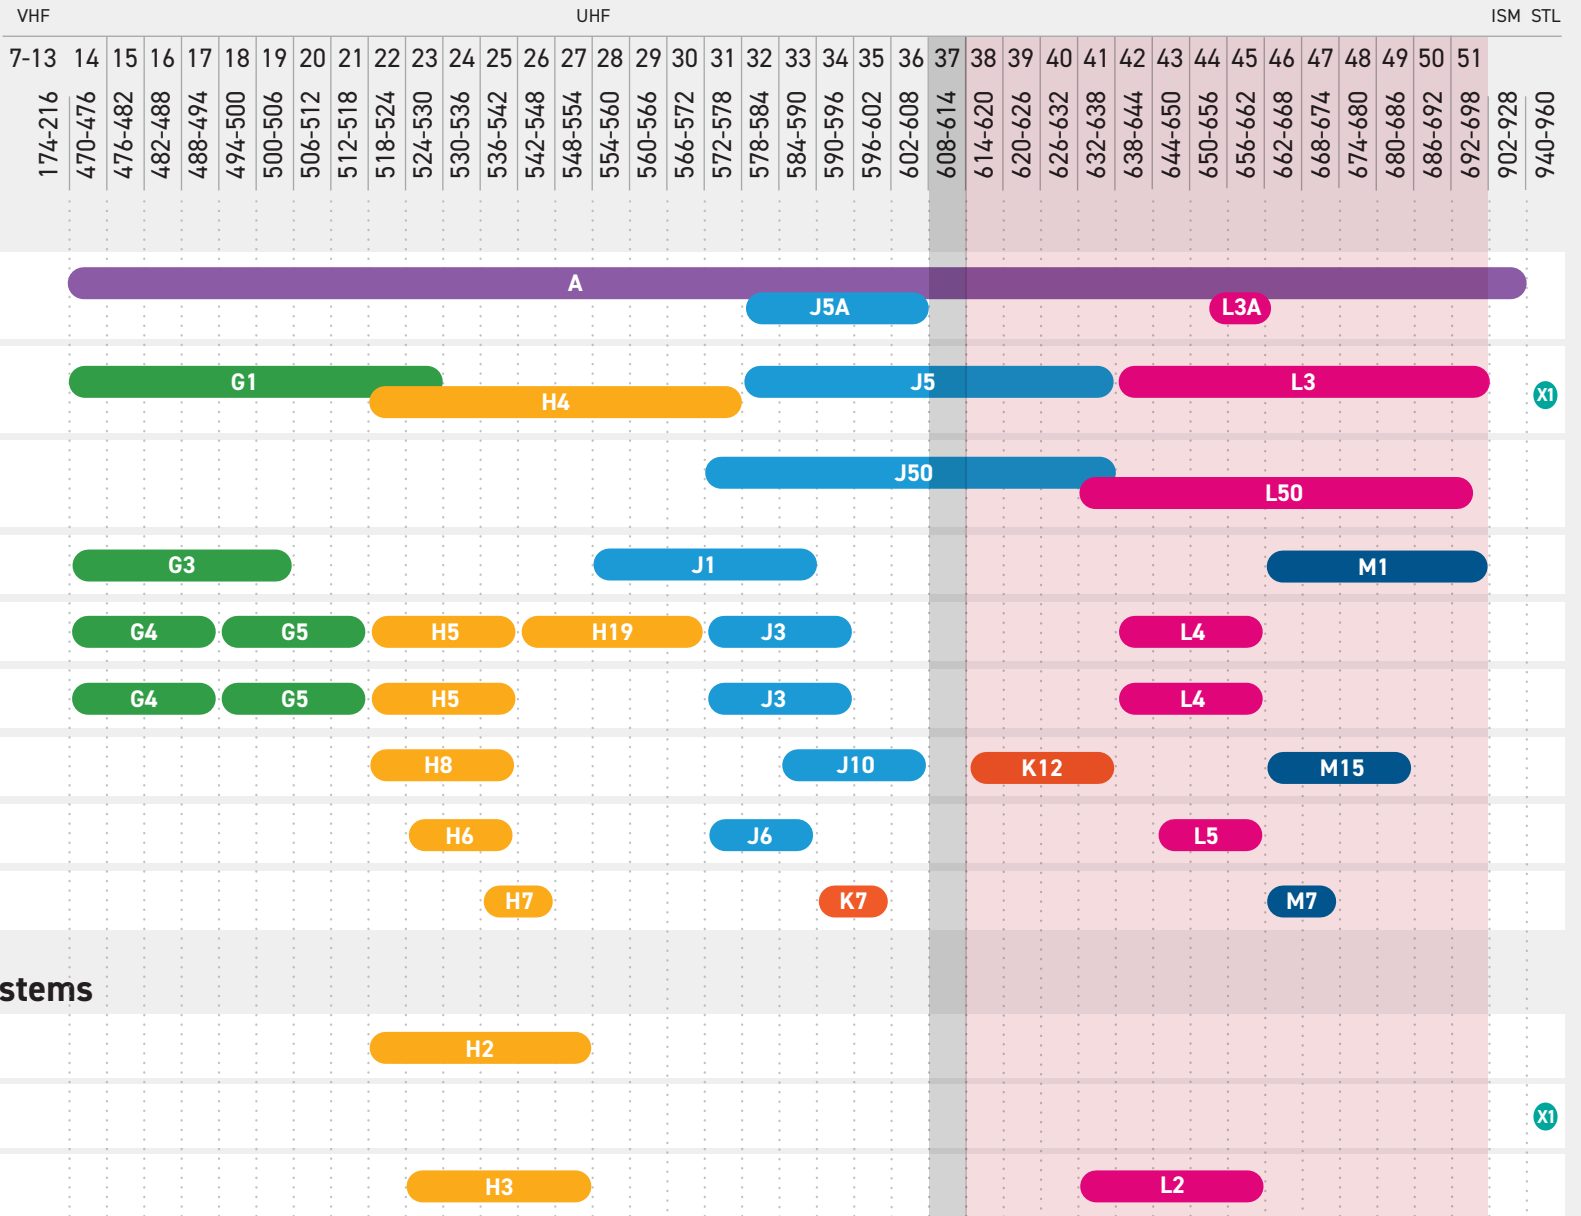 VHF UHF ISM STL
7-13 14 15 16 17 18 19 20 21 22 23 24 25 26 27 28 29 30 31 32 33 34 35 36 37 38 39 40 41 42 43 44 45 46 47 48 49 50 51
174-216 470-476 476-482 482-488 488-494 494-500 500-506 506-512 512-518 518-524 524-530 530-536 536-542 542-548 548-554 554-560 560-566 566-572 572-578 578-584 584-590 590-596 596-602 602-608 608-614 614-620 620-626 626-632 632-638 638-644 644-650 650-656 656-662 662-668 668-674 674-680 680-686 686-692 692-698 902-928 940-960
A
J5A L3A
G1 J5 L3
H4 X1
J50
L50
G3 J1 M1
G4 G5 H5 H19 J3 L4
G4 G5 H5 J3 L4
H8 J10 K12 M15
H6 J6 L5
H7 K7 M7
stems
H2
X1
H3 L2